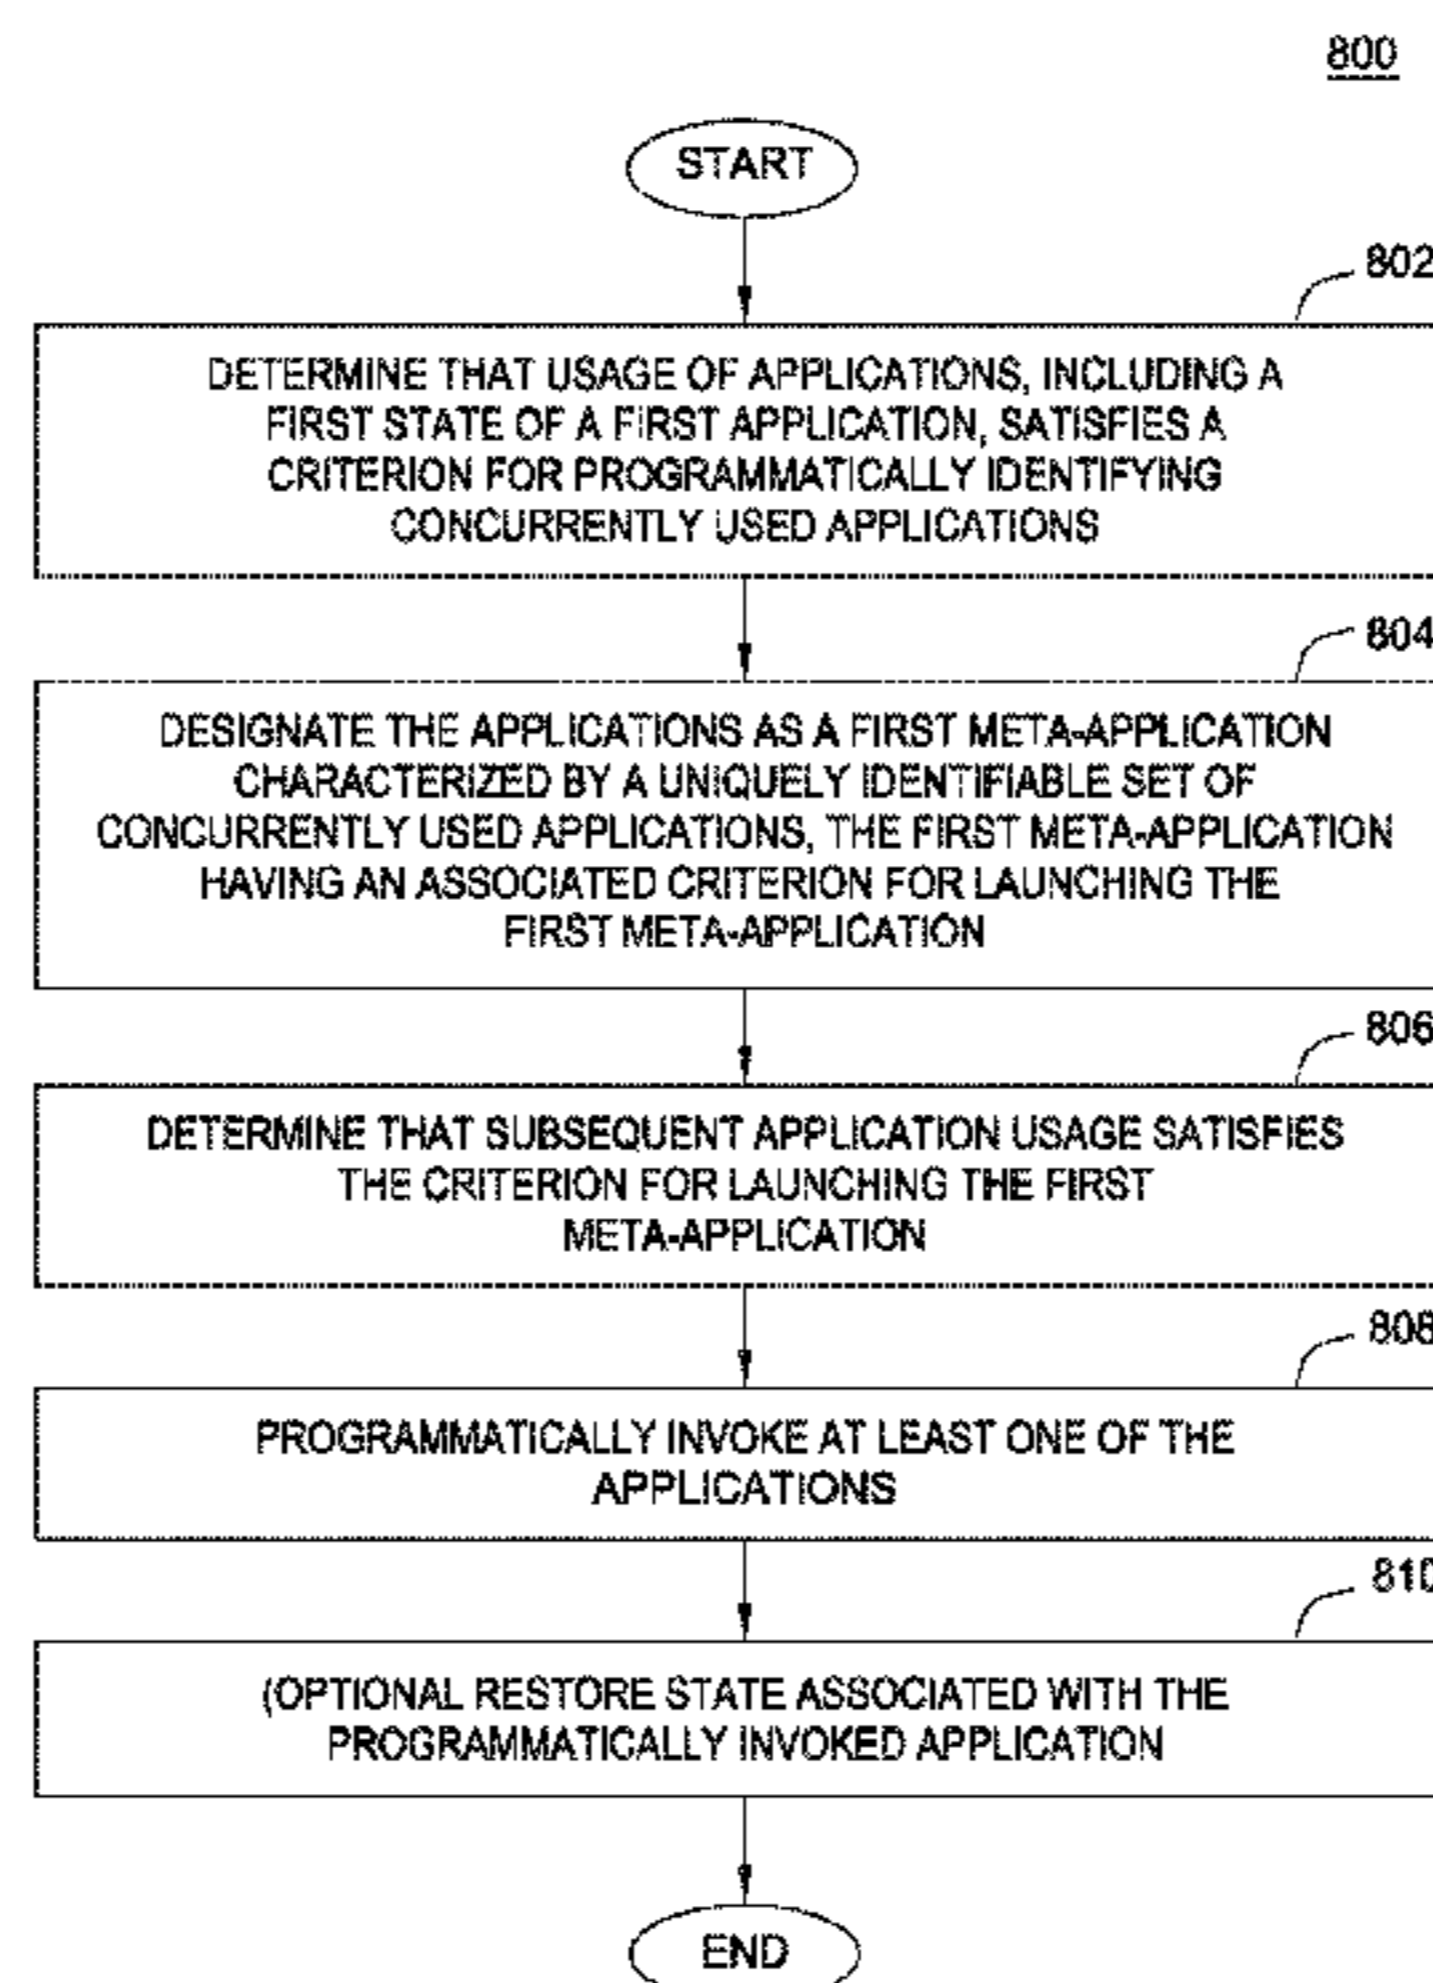 800
START
802
DETERMINE THAT USAGE OF APPLICATIONS, INCLUDING A
FIRST STATE OF A FIRST APPLICATION, SATISFIES A
CRITERION FOR PROGRAMMATICALLY IDENTIFYING
CONCURRENTLY USED APPLICATIONS
804
DESIGNATE THE APPLICATIONS AS A FIRST META-APPLICATION
CHARACTERIZED BY A UNIQUELY IDENTIFIABLE SET OF
CONCURRENTLY USED APPLICATIONS, THE FIRST META-APPLICATION
HAVING AN ASSOCIATED CRITERION FOR LAUNCHING THE
FIRST META-APPLICATION
806
DETERMINE THAT SUBSEQUENT APPLICATION USAGE SATISFIES
THE CRITERION FOR LAUNCHING THE FIRST
META-APPLICATION
808
PROGRAMMATICALLY INVOKE AT LEAST ONE OF THE
APPLICATIONS
810
(OPTIONAL RESTORE STATE ASSOCIATED WITH THE
PROGRAMMATICALLY INVOKED APPLICATION
END